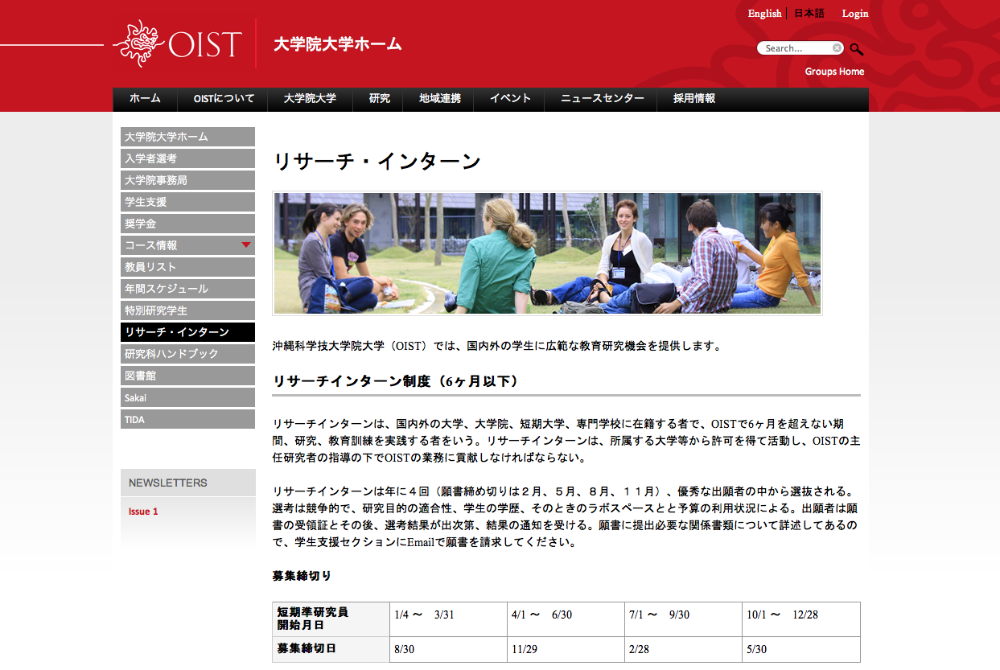 English 日本語 Login
OIST
大学院大学ホーム
Search...
Groups Home
ホーム OISTについて 大学院大学 研究 地域連携 イベント ニュースセンター 採用情報
大学院大学ホーム
入学者選考
大学院事務局
学生支援
奨学金
コース情報
教員リスト
年間スケジュール
特別研究学生
リサーチ・インターン
研究科ハンドブック
図書館
Sakai
TIDA
NEWSLETTERS
Issue 1
リサーチ・インターン
沖縄科学技大学院大学（OIST）では、国内外の学生に広範な教育研究機会を提供します。
リサーチインターン制度（6ヶ月以下）
リサーチインターンは、国内外の大学、大学院、短期大学、専門学校に在籍する者で、OISTで6ヶ月を超えない期
間、研究、教育訓練を実践する者をいう。リサーチインターンは、所属する大学等から許可を得て活動し、OISTの主
任研究者の指導の下でOISTの業務に貢献しなければならない。
リサーチインターンは年に４回（願書締め切りは２月、５月、８月、１１月）、優秀な出願者の中から選抜される。
選考は競争的で、研究目的の適合性、学生の学歴、そのときのラボスペースとと予算の利用状況による。出願者は願
書の受領証とその後、選考結果が出次第、結果の通知を受ける。願書に提出必要な関係書類について詳述してあるの
で、学生支援セクションにEmailで願書を請求してください。
募集締切り
短期準研究員
開始月日 1/4 〜 3/31 4/1 〜 6/30 7/1 〜 9/30 10/1 〜 12/28
募集締切日 8/30 11/29 2/28 5/30